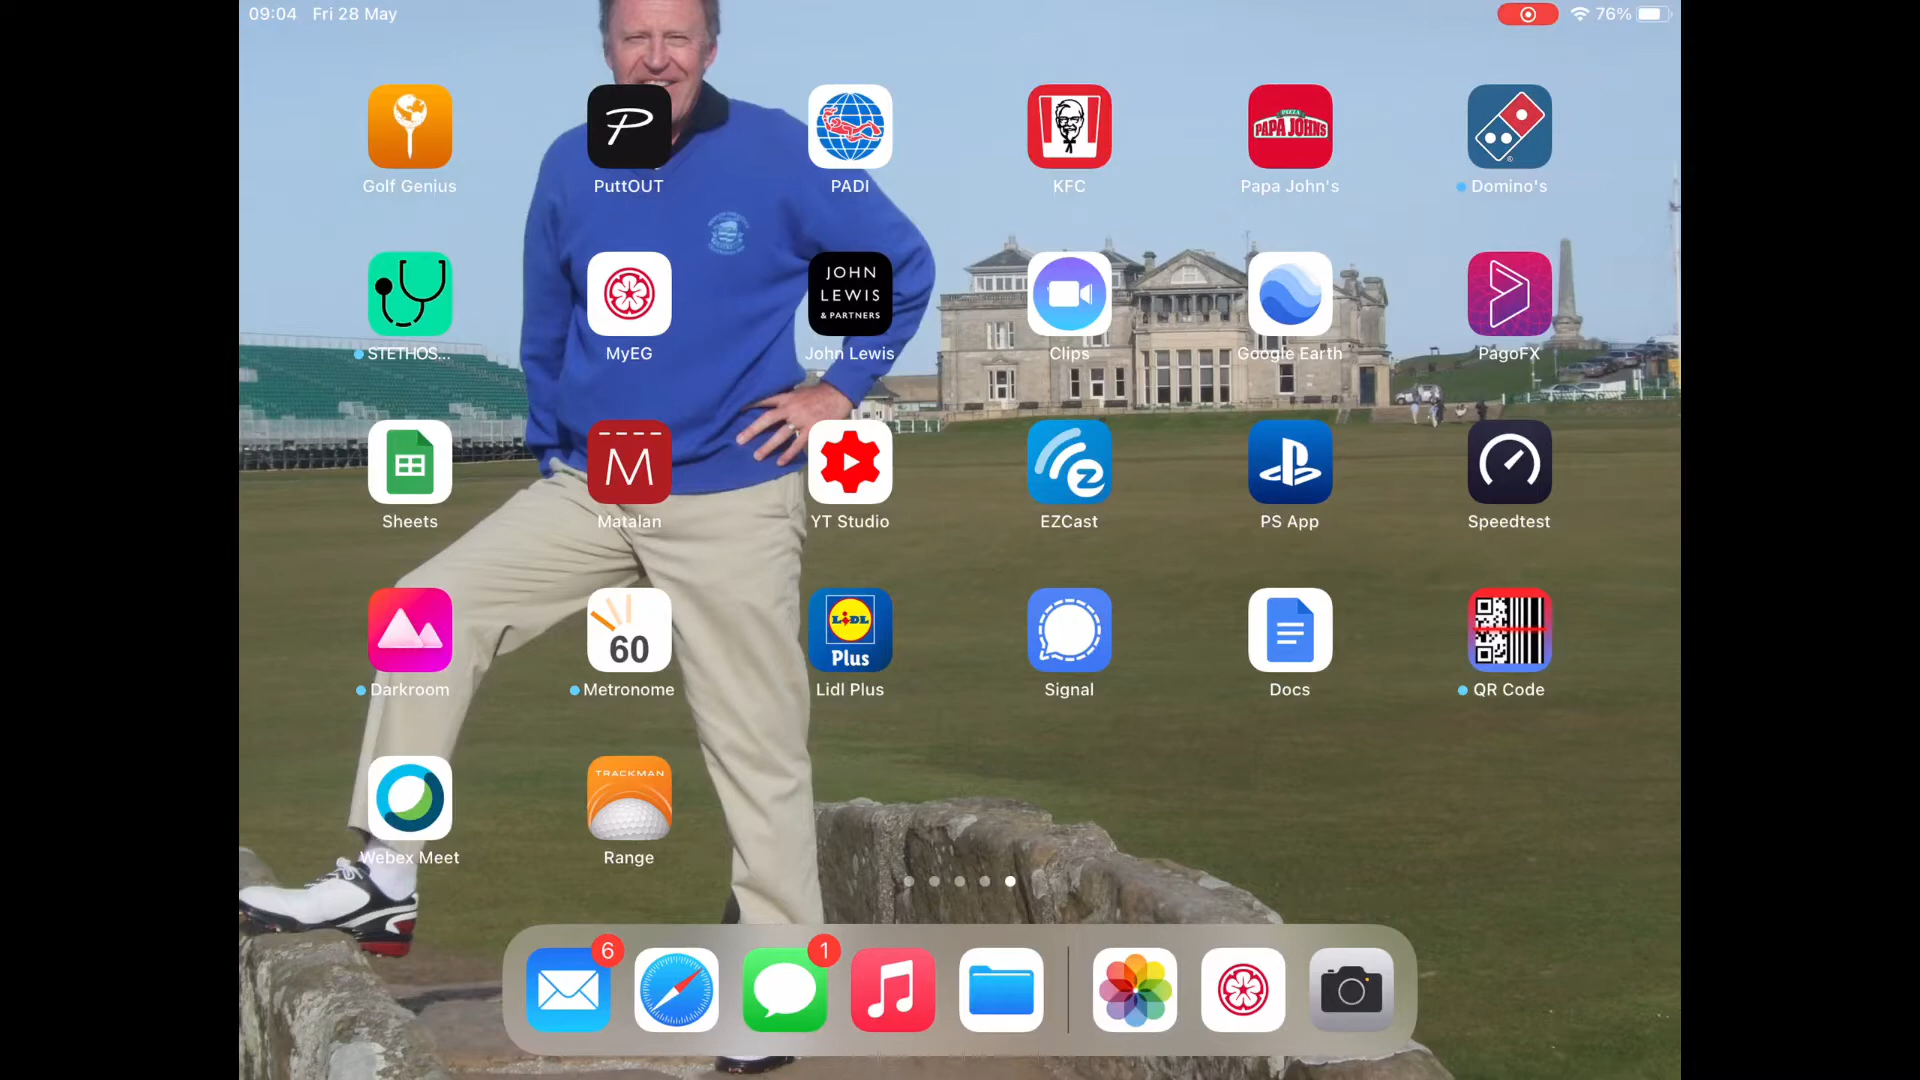 09:04 Fri 28 May
76%
PIZZA
PAPA JOHNS
Golf Genius
PuttOUT
PADI
KFC
Papa John's
Domino's
JOHN
LEWIS
& PARTNERS
STETHOS...
MyEG
John Lewis
Clips
Google Earth
PagoFX
M
Sheets
Matalan
YT Studio
EZCast
PS App
Speedtest
60
LIDL
Plus
Darkroom
Metronome
Lidl Plus
Signal
Docs
QR Code
TRACKMAN
Webex Meet
Range
6
1